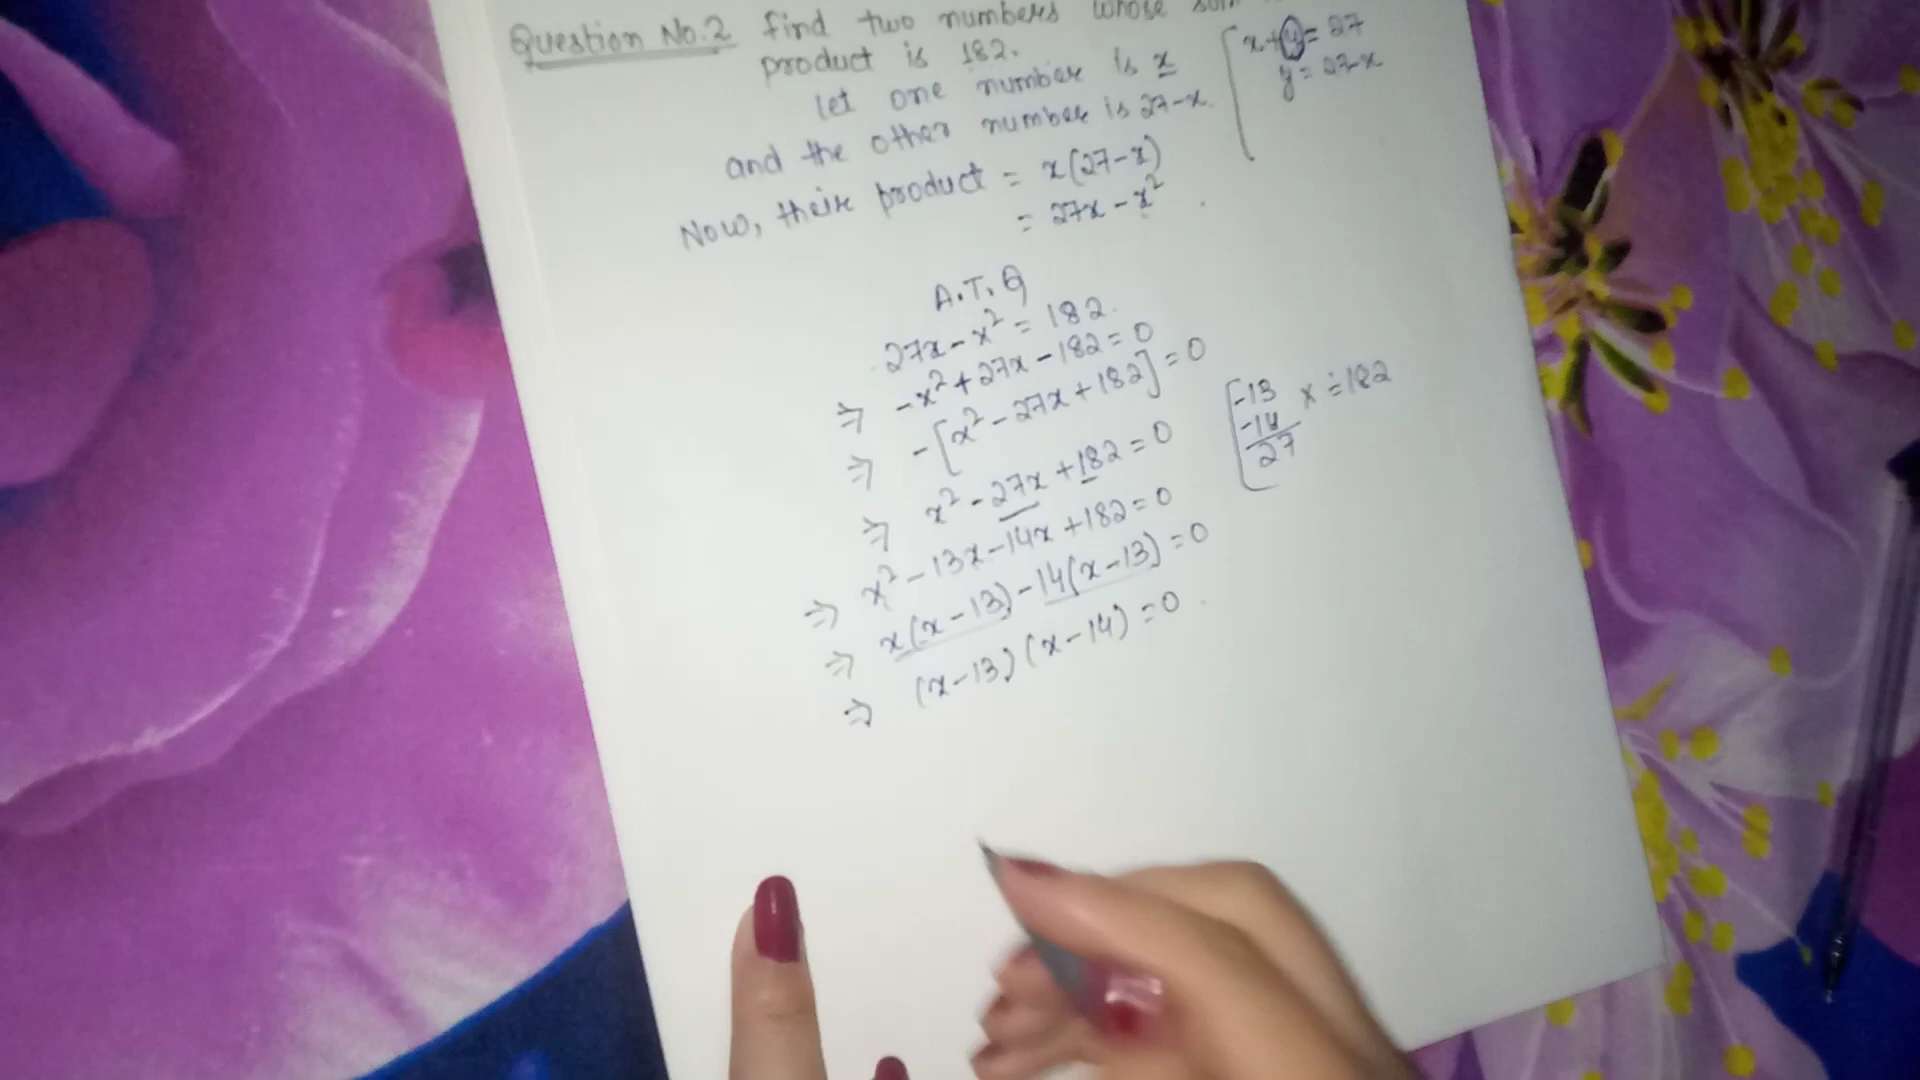 Question No.2 find two numbers whose sum
product is 182.
let one number is x
and the other number is 27-x.
[x+y = 27
y = 27-x
Now, their product = x(27-x)
= 27x - x²
A.T.Q
27x - x² = 182.
⇒ -x² + 27x - 182 = 0
⇒ -[x² - 27x + 182] = 0
⇒ x² - 27x + 182 = 0
[-13
-14 x = 182
27
⇒ x² - 13x - 14x + 182 = 0
⇒ x(x-13) - 14(x-13) = 0
⇒ (x-13) (x-14) = 0